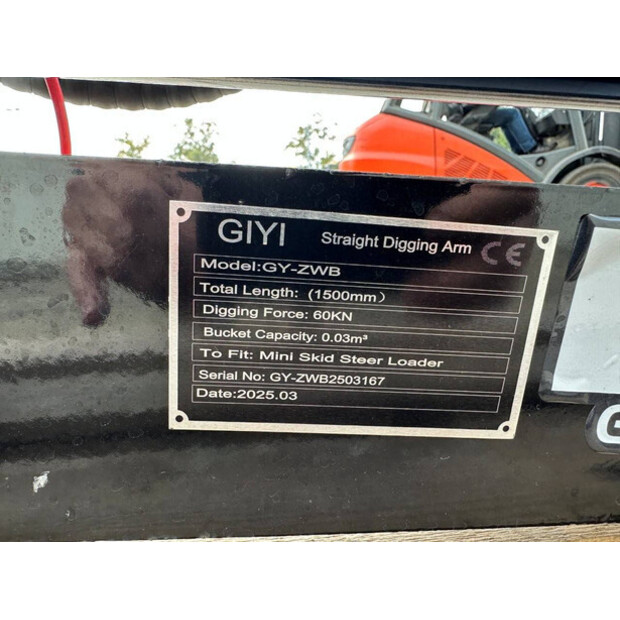 GIYI Straight Digging Arm CE
Model:GY-ZWB
Total Length: (1500mm）
Digging Force: 60KN
Bucket Capacity: 0.03m³
To Fit: Mini Skid Steer Loader
Serial No: GY-ZWB2503167
Date:2025.03
G